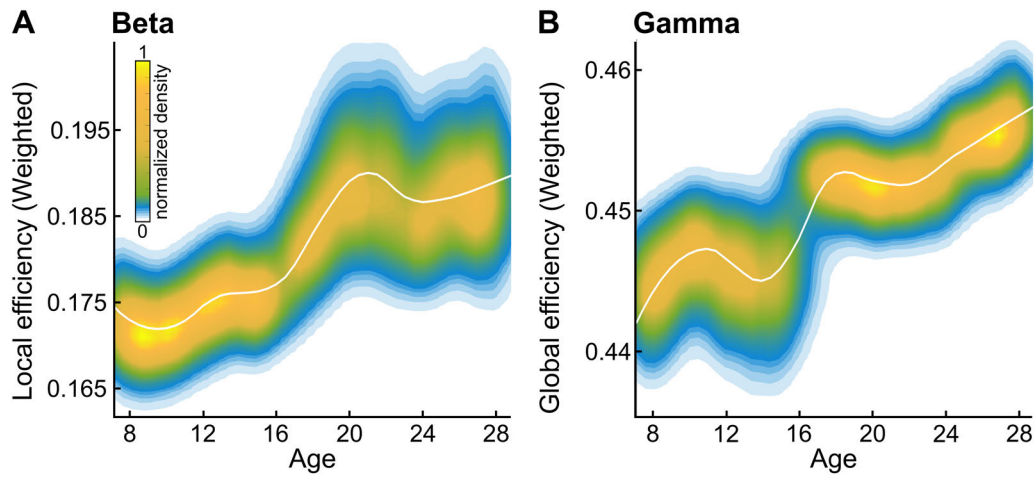 A Beta
1
normalized density
0
Local efficiency (Weighted)
0.195
0.185
0.175
0.165
8 12 16 20 24 28
Age
B Gamma
Global efficiency (Weighted)
0.46
0.45
0.44
8 12 16 20 24 28
Age